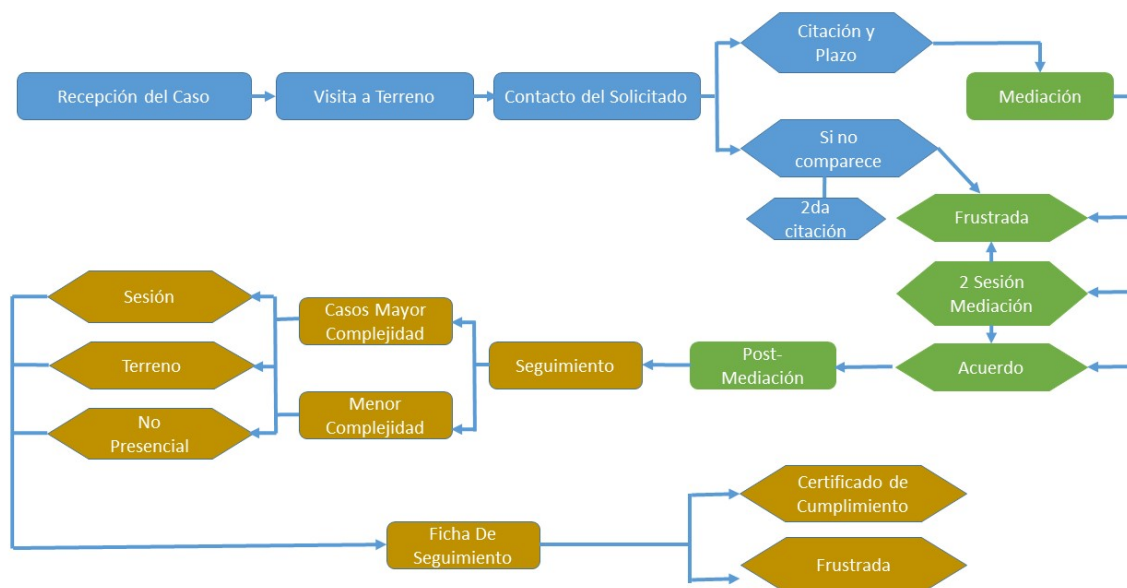 Citación y
Plazo
Recepción del Caso
Visita a Terreno
Contacto del Solicitado
Mediación
Si no
comparece
2da
citación
Frustrada
2 Sesión
Mediación
Acuerdo
Post-
Mediación
Seguimiento
Casos Mayor
Complejidad
Menor
Complejidad
Sesión
Terreno
No
Presencial
Ficha De
Seguimiento
Certificado de
Cumplimiento
Frustrada